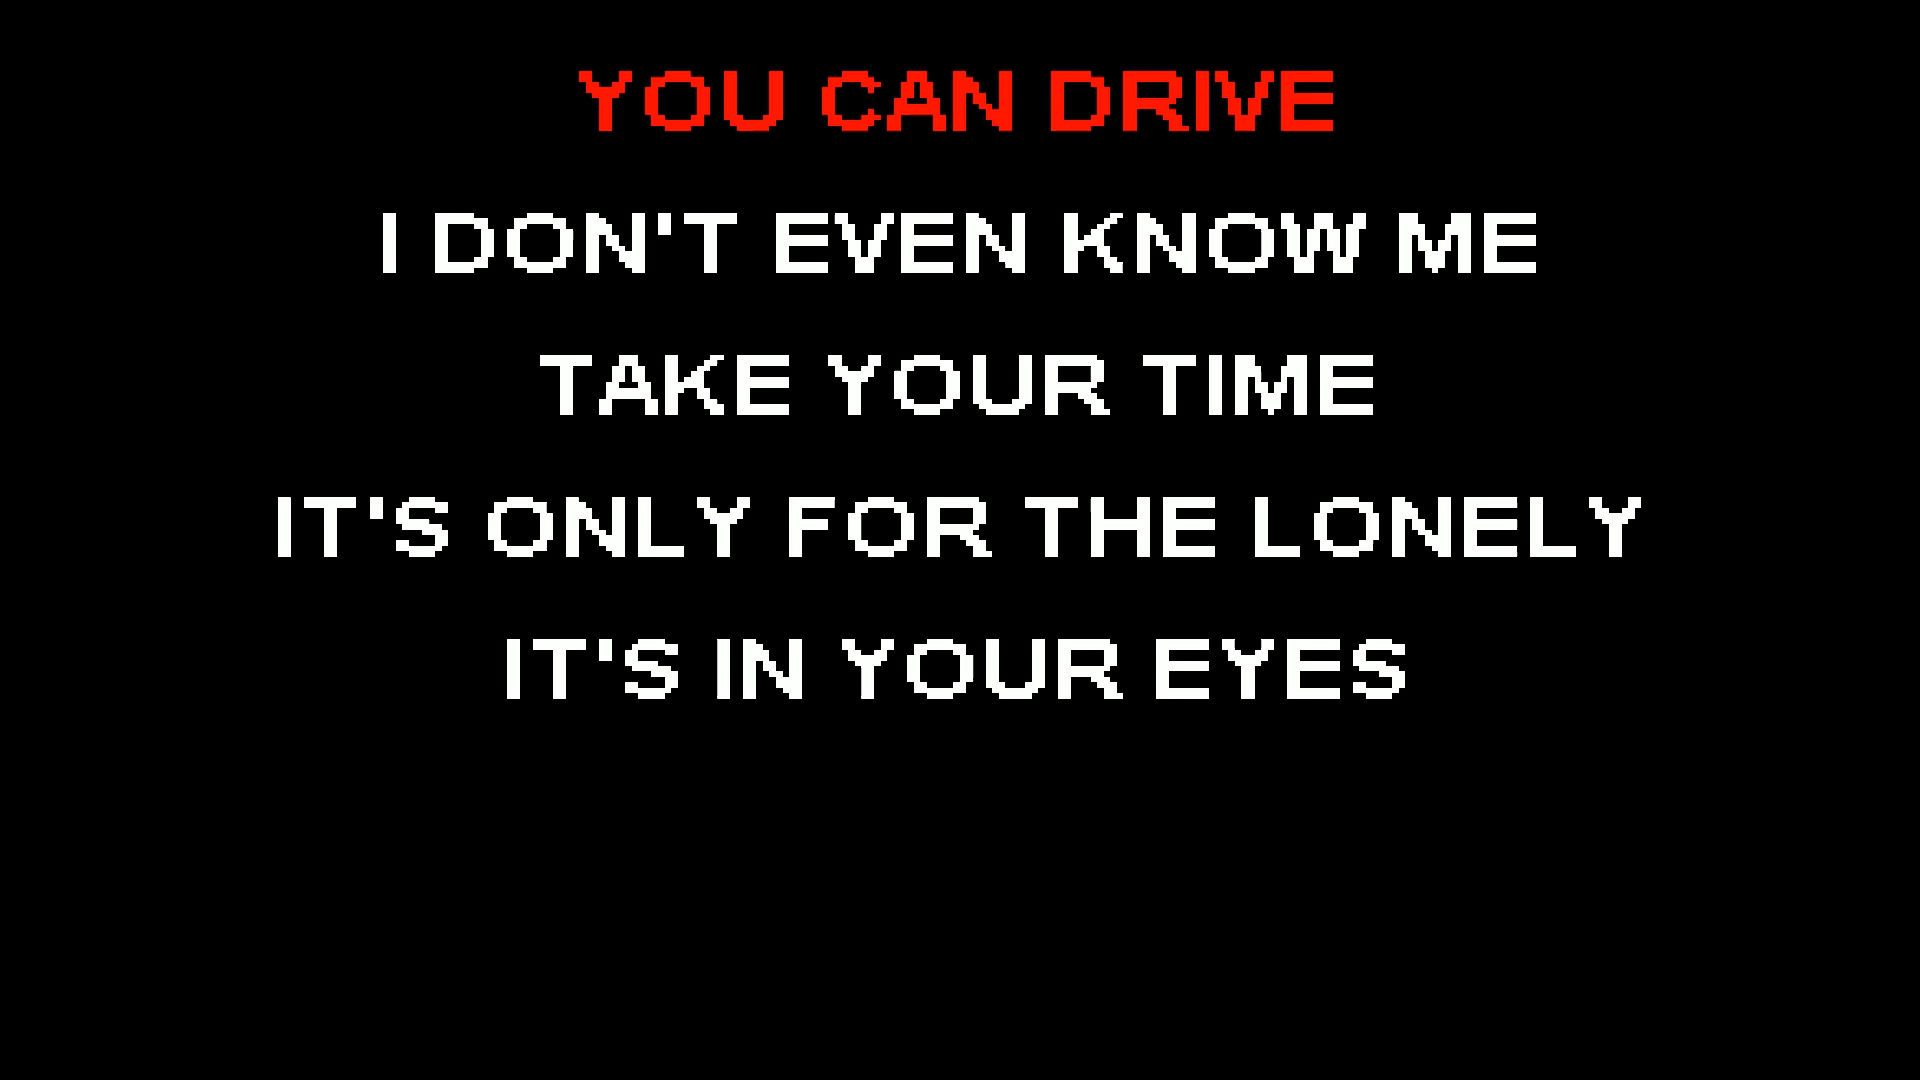 YOU CAN DRIVE
I DON'T EVEN KNOW ME
TAKE YOUR TIME
IT'S ONLY FOR THE LONELY
IT'S IN YOUR EYES